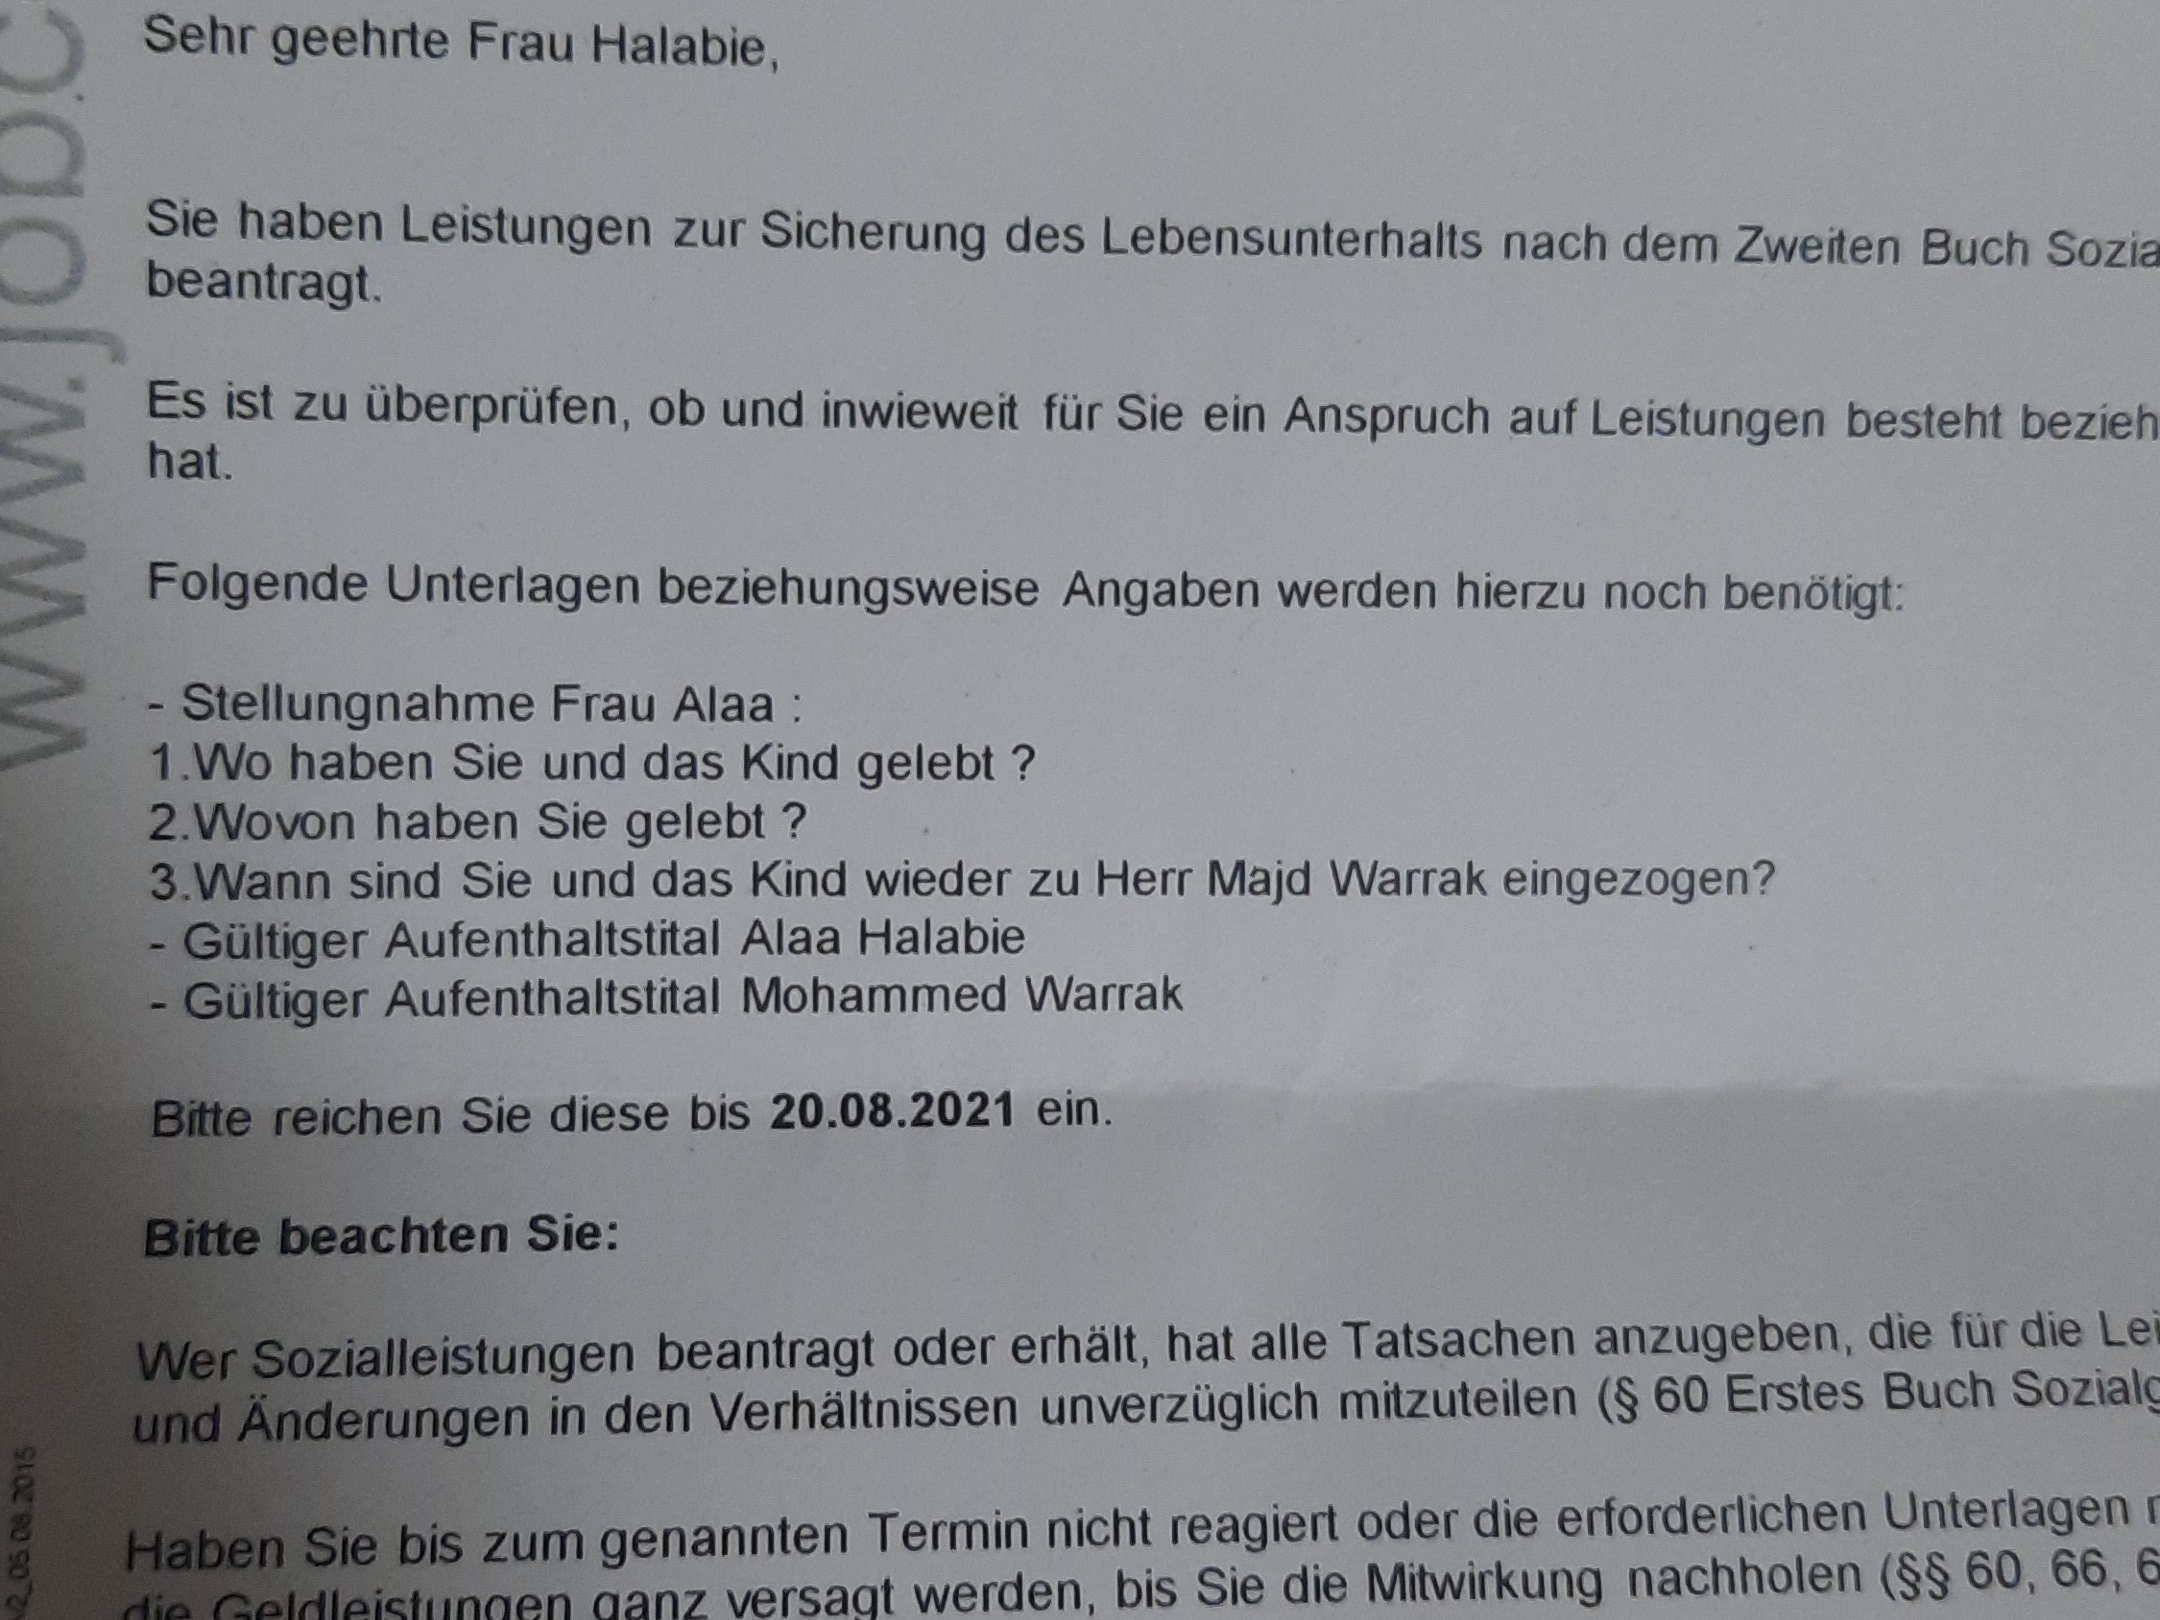 Sehr geehrte Frau Halabie,
Sie haben Leistungen zur Sicherung des Lebensunterhalts nach dem Zweiten Buch Sozia
beantragt.
Es ist zu überprüfen, ob und inwieweit für Sie ein Anspruch auf Leistungen besteht bezieh
hat.
Folgende Unterlagen beziehungsweise Angaben werden hierzu noch benötigt:
- Stellungnahme Frau Alaa :
1.Wo haben Sie und das Kind gelebt ?
2.Wovon haben Sie gelebt ?
3.Wann sind Sie und das Kind wieder zu Herr Majd Warrak eingezogen?
- Gültiger Aufenthaltstital Alaa Halabie
- Gültiger Aufenthaltstital Mohammed Warrak
Bitte reichen Sie diese bis 20.08.2021 ein.
Bitte beachten Sie:
Wer Sozialleistungen beantragt oder erhält, hat alle Tatsachen anzugeben, die für die Lei
und Änderungen in den Verhältnissen unverzüglich mitzuteilen (§ 60 Erstes Buch Sozialg
Haben Sie bis zum genannten Termin nicht reagiert oder die erforderlichen Unterlagen n
die Geldleistungen ganz versagt werden, bis Sie die Mitwirkung nachholen (§§ 60, 66, 6
www.jobc
2_05.08.2015